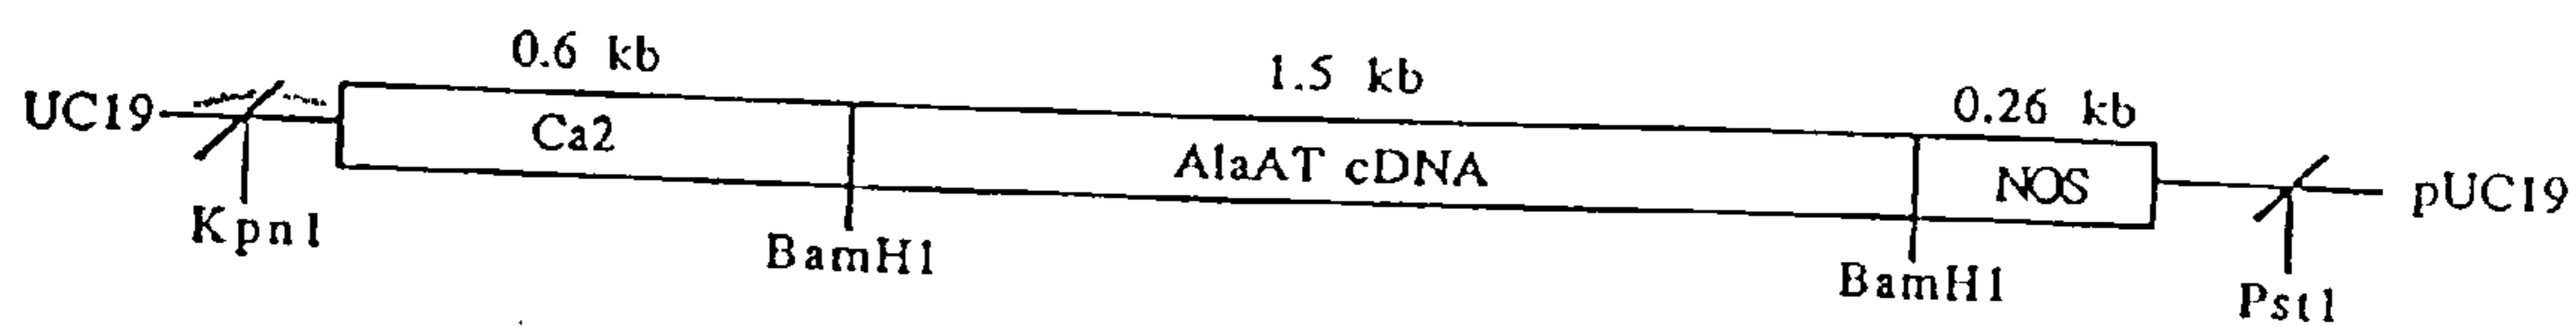 0.6 kb
1.5 kb
0.26 kb
UC19
Ca2
AlaAT cDNA
NOS
pUC19
Kpn1
BamH1
BamH1
Pst1